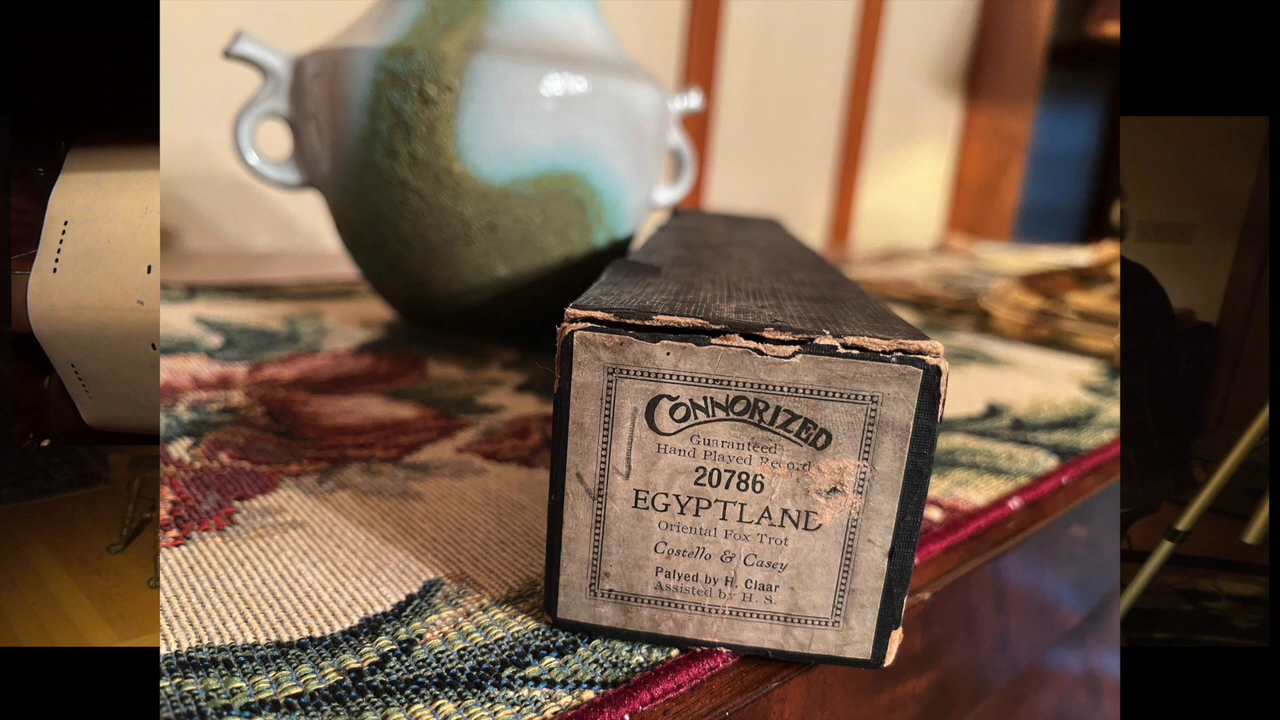 CONNORIZED
Guaranteed
Hand Played Record
20786
EGYPTLAND
Oriental Fox Trot
Costello & Casey
Palyed by H. Claar
Assisted by H. S.